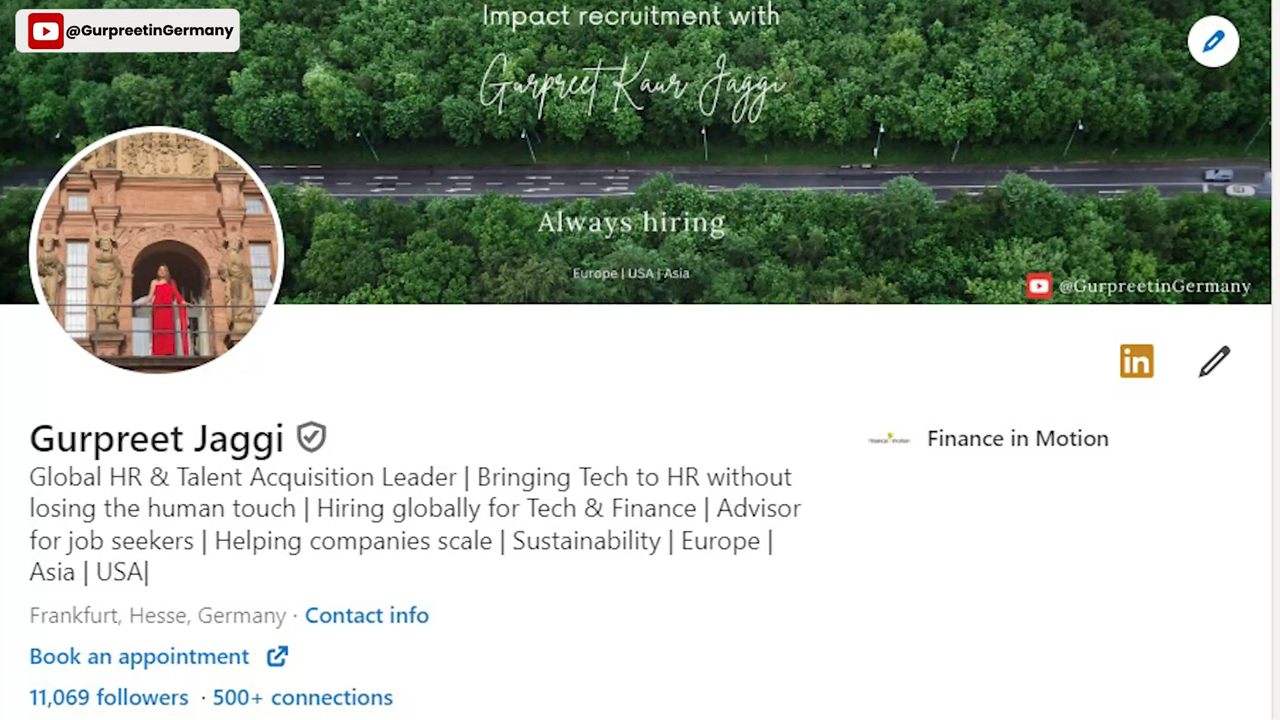 @GurpreetinGermany
Impact recruitment with
Gurpreet Kaur Jaggi
Always hiring
Europe | USA | Asia
@GurpreetinGermany
in
Gurpreet Jaggi
Finance in Motion
Global HR & Talent Acquisition Leader | Bringing Tech to HR without
losing the human touch | Hiring globally for Tech & Finance | Advisor
for job seekers | Helping companies scale | Sustainability | Europe |
Asia | USA|
Frankfurt, Hesse, Germany · Contact info
Book an appointment
11,069 followers · 500+ connections